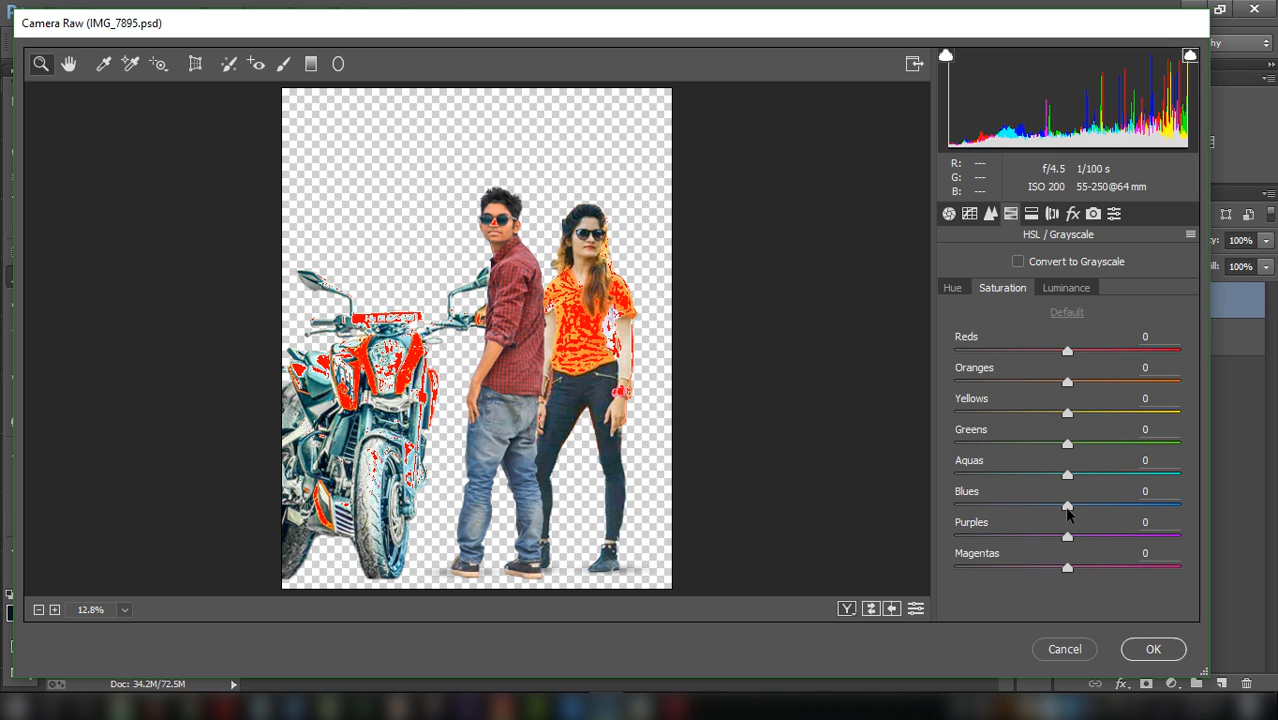 Camera Raw (IMG_7895.psd)
hy
R: ---
G: ---
B: ---
f/4.5 1/100 s
ISO 200 55-250@64 mm
HSL / Grayscale
Convert to Grayscale
Hue Saturation Luminance
Default
Reds 0
Oranges 0
Yellows 0
Greens 0
Aquas 0
Blues 0
Purples 0
Magentas 0
100%
100%
12.8%
Y
Cancel OK
Doc: 34.2M/72.5M
fx